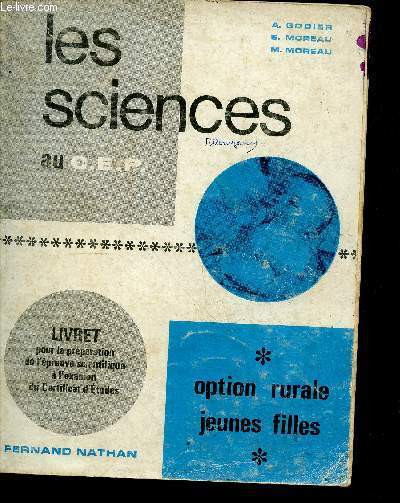 www.le-livre.com
A. GODIER
E. MOREAU
M. MOREAU
les
sciences
au C.E.P
LIVRET
pour la préparation
de l'épreuve scientifique
à l'examen
du Certificat d'Études
option rurale
jeunes filles
FERNAND NATHAN